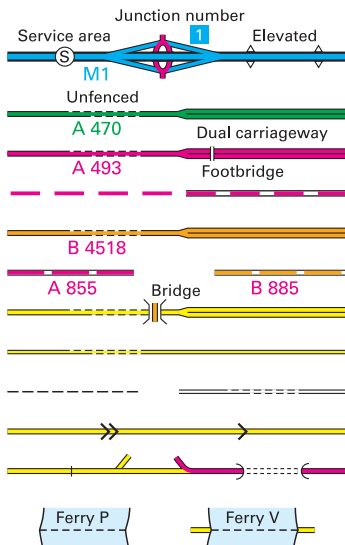 Junction number
Service area
S
1
Elevated
M1
Unfenced
A 470
Dual carriageway
A 493
Footbridge
B 4518
A 855
Bridge
B 885
Ferry P
Ferry V